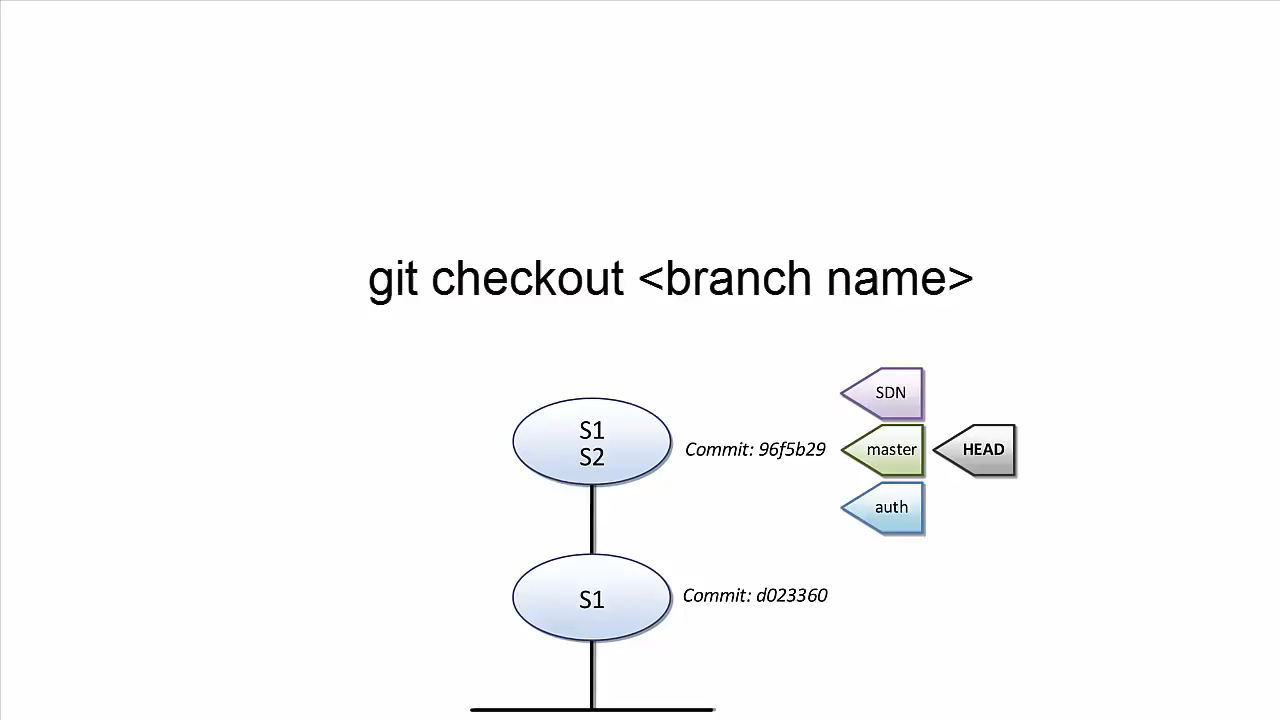 git checkout <branch name>
SDN
S1
S2
Commit: 96f5b29
master
HEAD
auth
S1
Commit: d023360